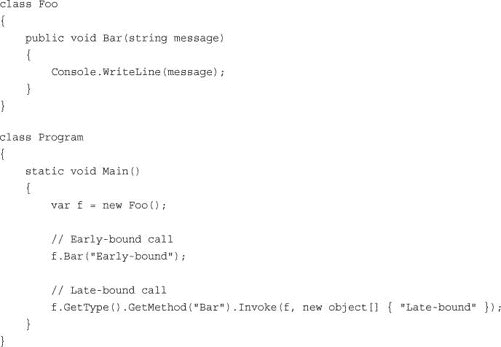 class Foo
{
    public void Bar(string message)
    {
        Console.WriteLine(message);
    }
}

class Program
{
    static void Main()
    {
        var f = new Foo();

        // Early-bound call
        f.Bar("Early-bound");

        // Late-bound call
        f.GetType().GetMethod("Bar").Invoke(f, new object[] { "Late-bound" });
    }
}